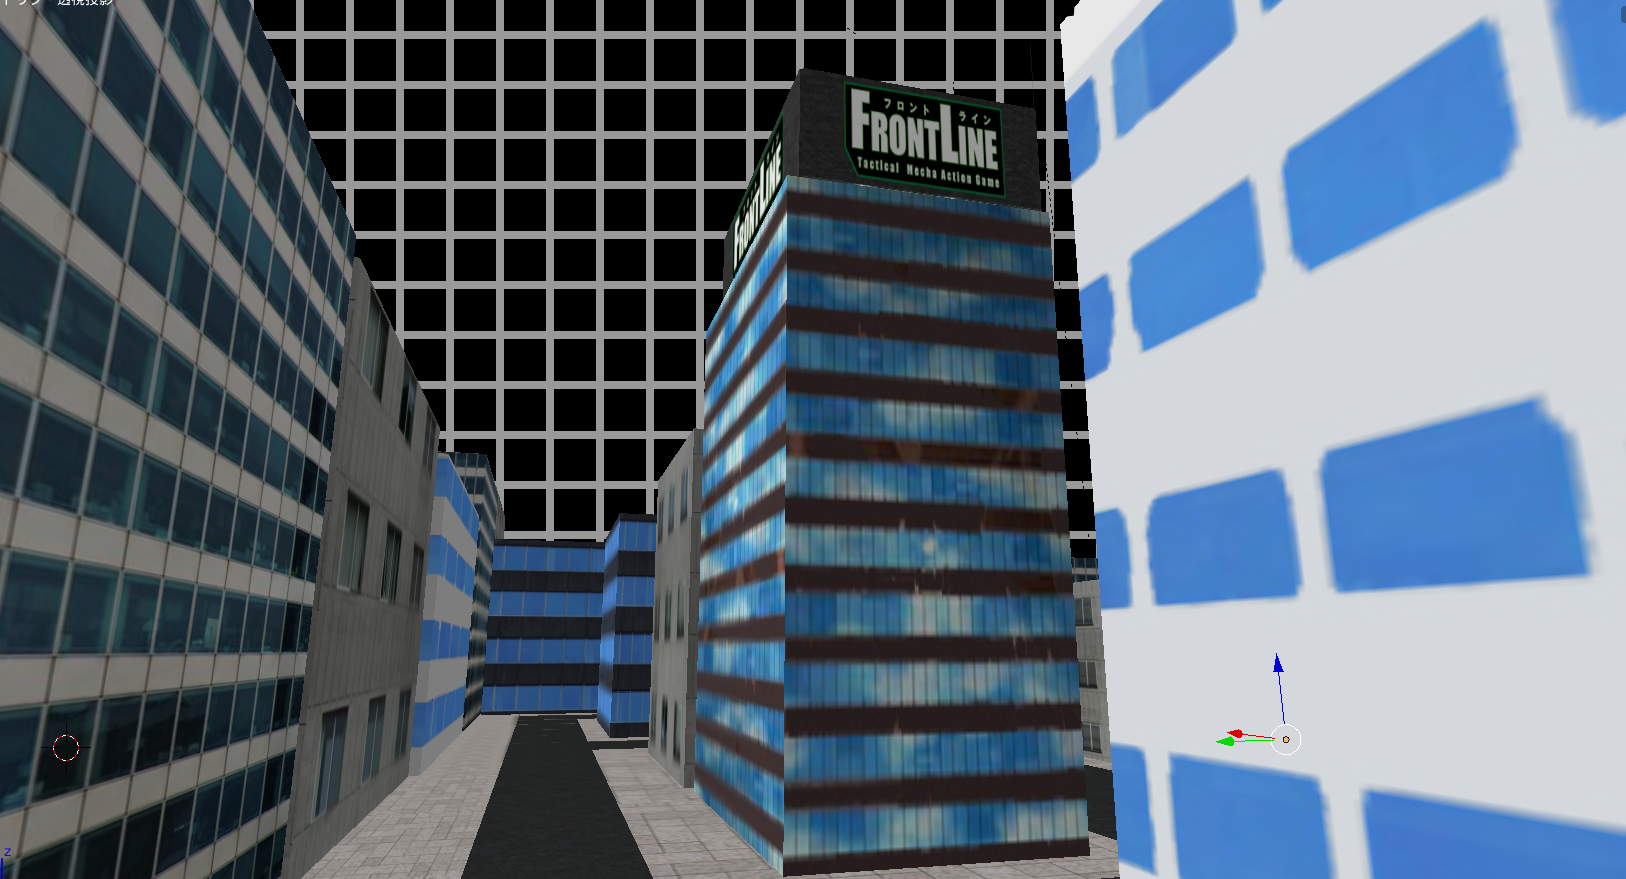 フロント ライン
FRONTLINE
Tactical Mecha Action Game
FRONTLINE
Z